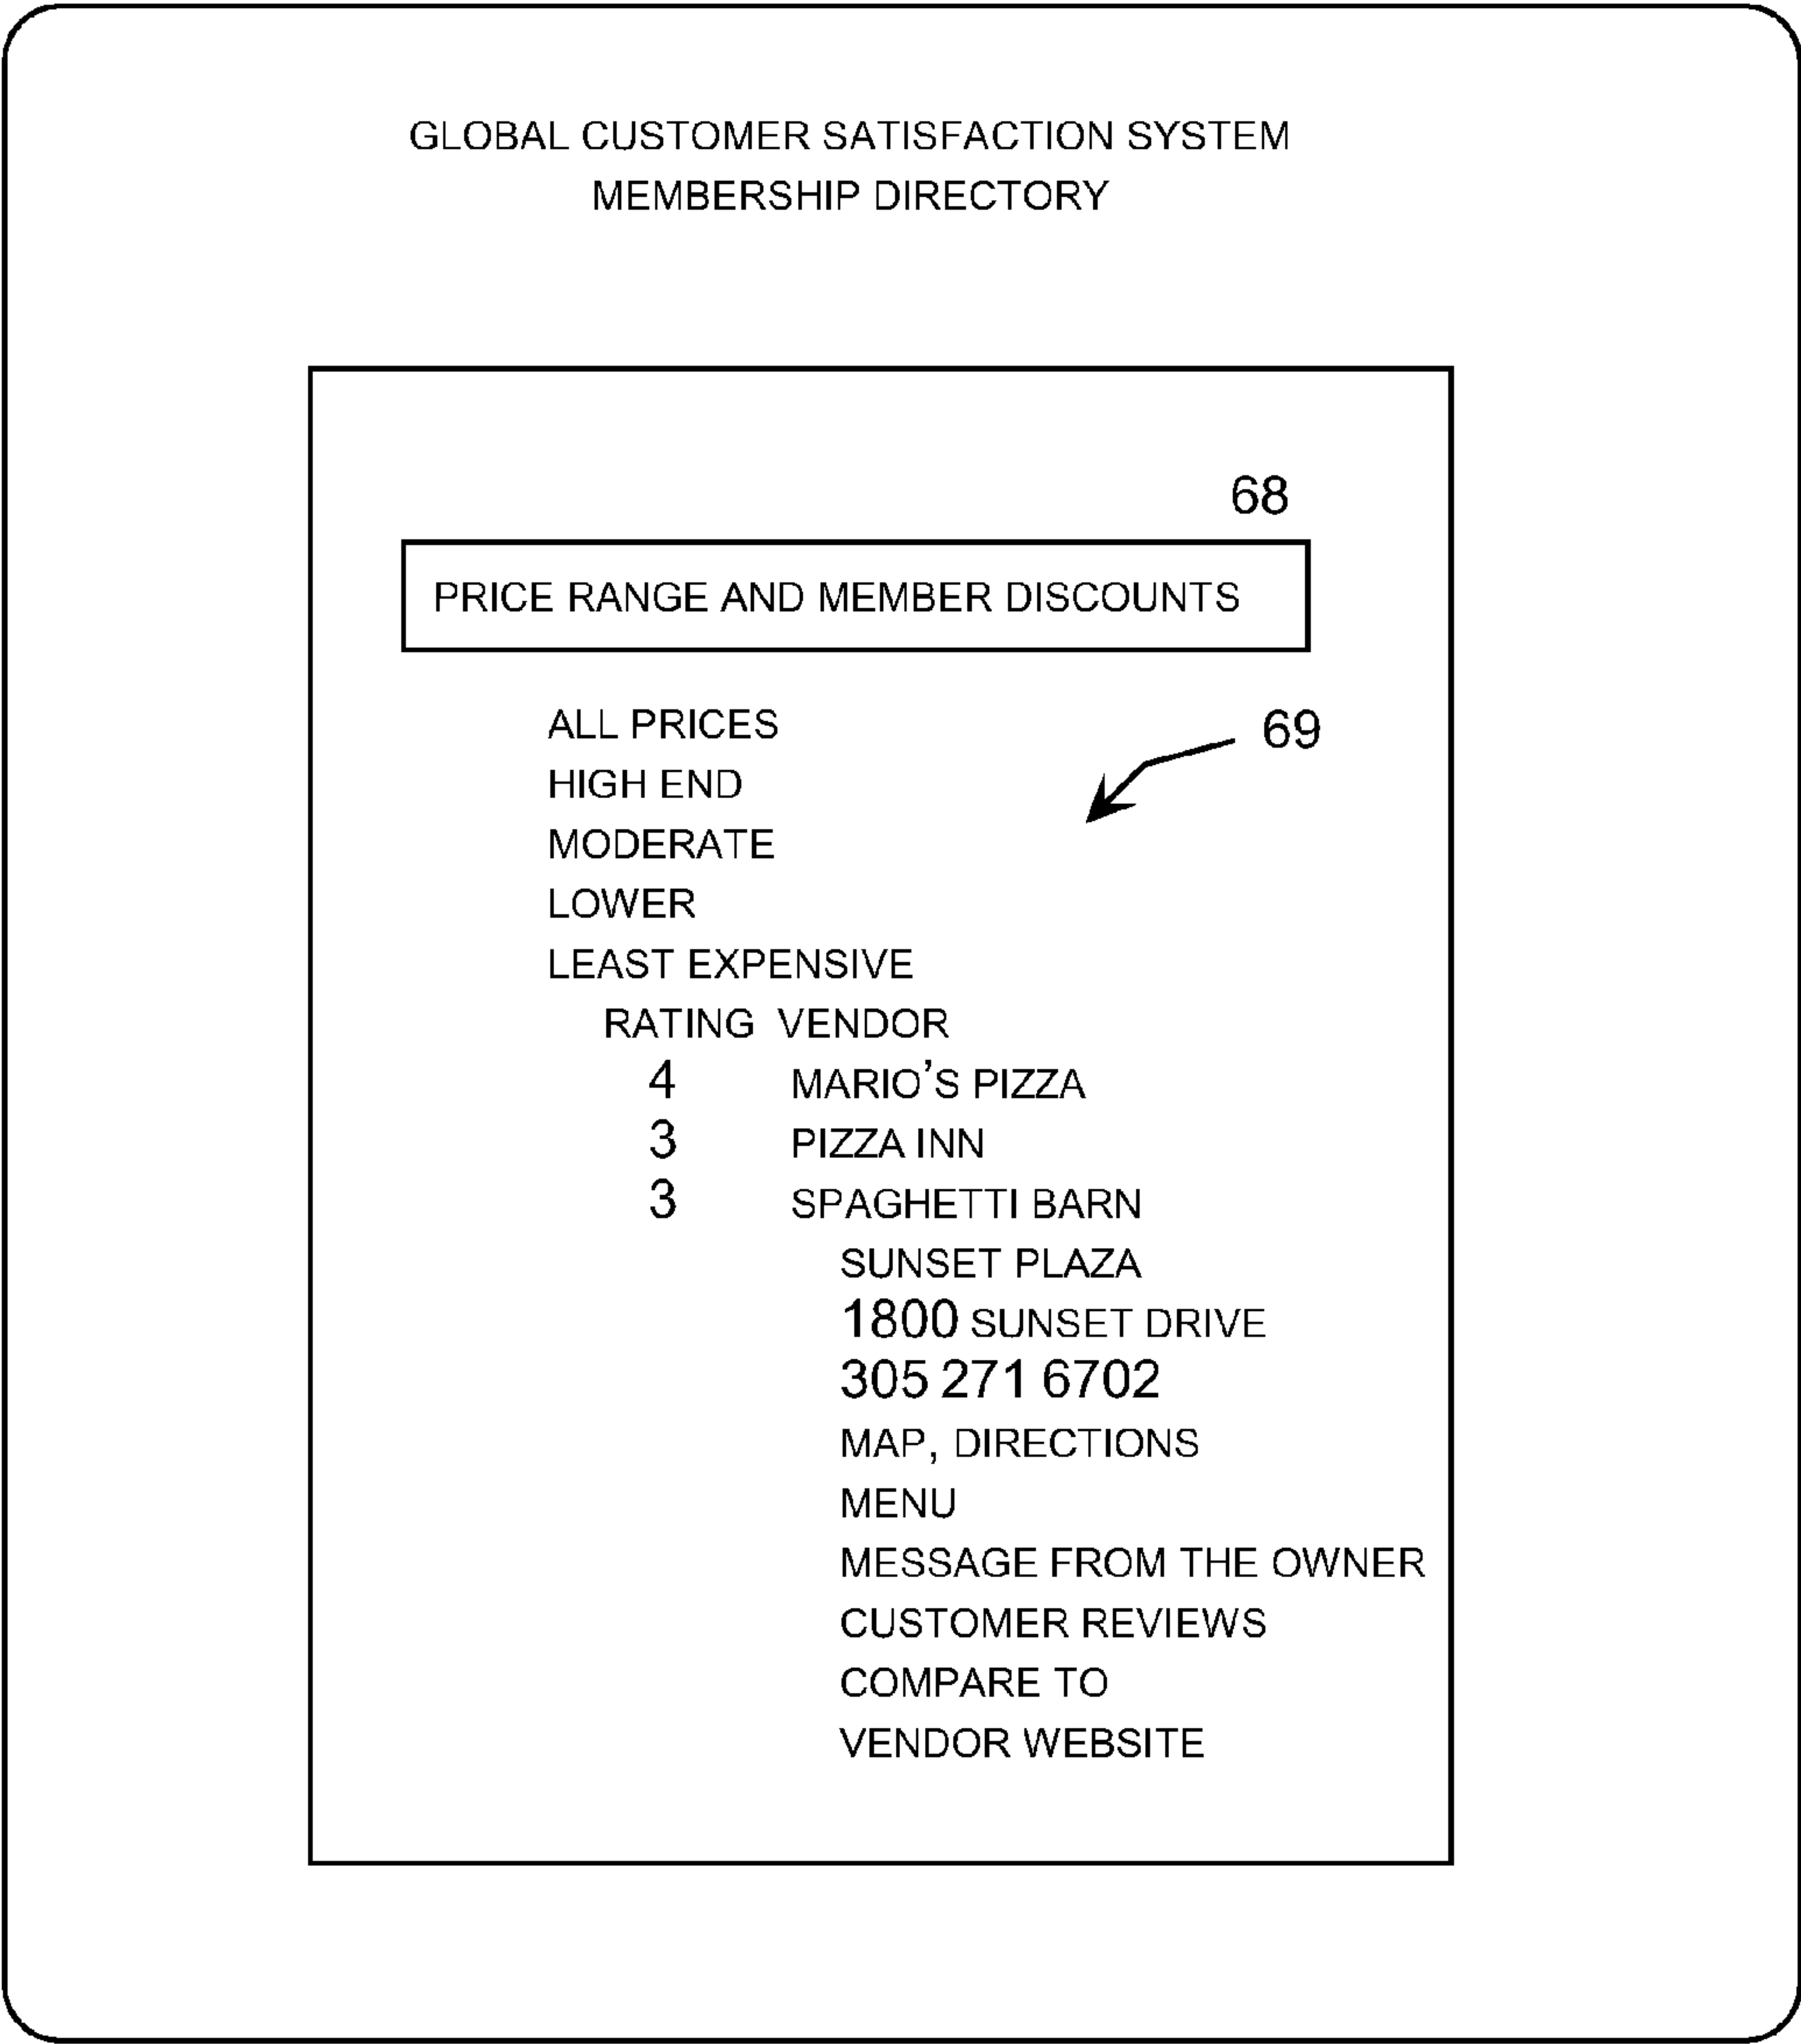 GLOBAL CUSTOMER SATISFACTION SYSTEM
MEMBERSHIP DIRECTORY
68
PRICE RANGE AND MEMBER DISCOUNTS
ALL PRICES
69
HIGH END
MODERATE
LOWER
LEAST EXPENSIVE
RATING VENDOR
4 MARIO'S PIZZA
3 PIZZA INN
3 SPAGHETTI BARN
SUNSET PLAZA
1800 SUNSET DRIVE
305 271 6702
MAP, DIRECTIONS
MENU
MESSAGE FROM THE OWNER
CUSTOMER REVIEWS
COMPARE TO
VENDOR WEBSITE